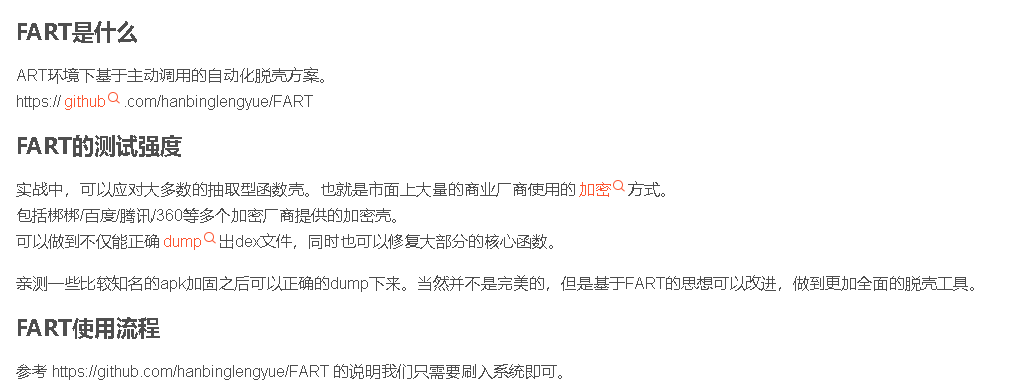 FART是什么
ART环境下基于主动调用的自动化脱壳方案。
https:// github .com/hanbinglengyue/FART
FART的测试强度
实战中，可以应对大多数的抽取型函数壳。也就是市面上大量的商业厂商使用的 加密 方式。
包括梆梆/百度/腾讯/360等多个加密厂商提供的加密壳。
可以做到不仅能正确 dump 出dex文件，同时也可以修复大部分的核心函数。
亲测一些比较知名的apk加固之后可以正确的dump下来。当然并不是完美的，但是基于FART的思想可以改进，做到更加全面的脱壳工具。
FART使用流程
参考 https://github.com/hanbinglengyue/FART 的说明我们只需要刷入系统即可。